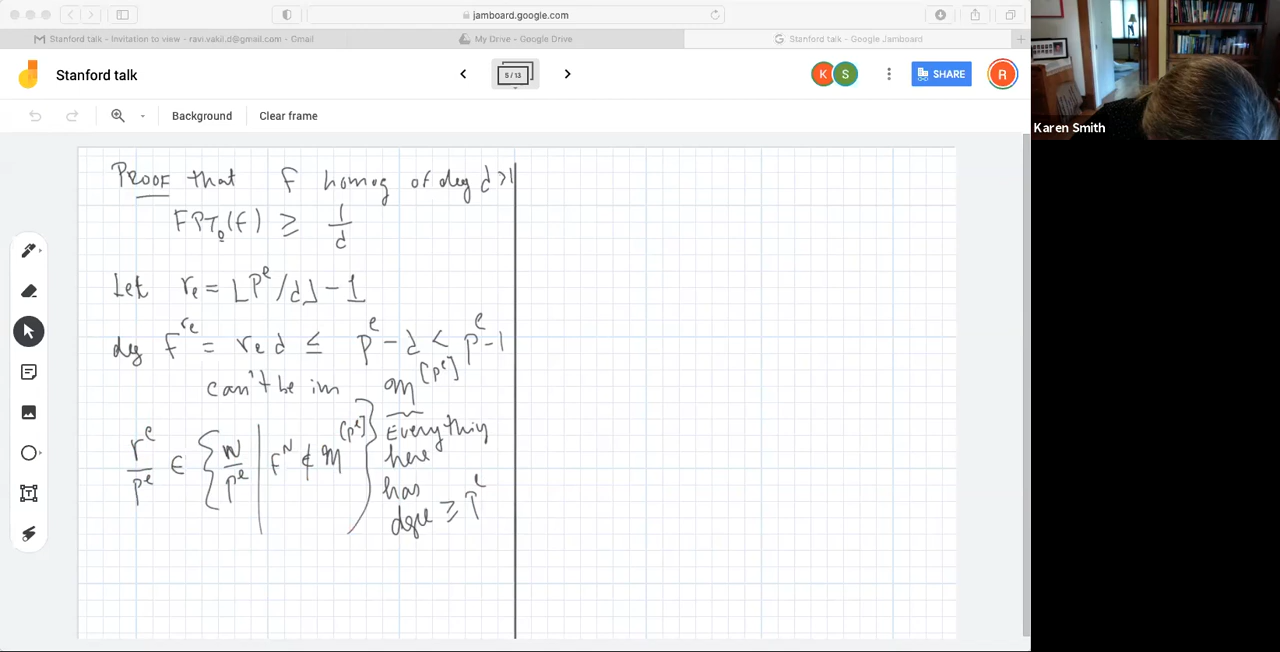 jamboard.google.com
Stanford talk - Invitation to view - ravi.vakil.d@gmail.com - Gmail
My Drive - Google Drive
Stanford talk - Google Jamboard
Stanford talk
5 / 13
K
S
SHARE
R
Background
Clear frame
Karen Smith
PROOF that f homog of deg d>1
FPT₀(f) ≥ 1/d
Let rₑ = ⌊pᵉ/d⌋ - 1
deg f^{rₑ} = rₑ d ≤ pᵉ - d < pᵉ - 1
can't be in m^{[pᵉ]}
rᵉ/pᵉ ∈ { N/pᵉ | f^N ∉ m^{[pᵉ]} }
Everything
here
has
degree ≥ pᵉ